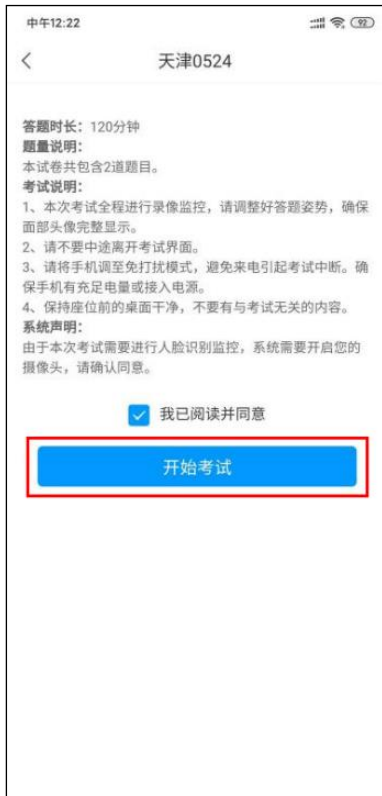 中午12:22
92
天津0524
答题时长：120分钟
题量说明：
本试卷共包含2道题目。
考试说明：
1、本次考试全程进行录像监控，请调整好答题姿势，确保
面部头像完整显示。
2、请不要中途离开考试界面。
3、请将手机调至免打扰模式，避免来电引起考试中断。确
保手机有充足电量或接入电源。
4、保持座位前的桌面干净，不要有与考试无关的内容。
系统声明：
由于本次考试需要进行人脸识别监控，系统需要开启您的
摄像头，请确认同意。
我已阅读并同意
开始考试